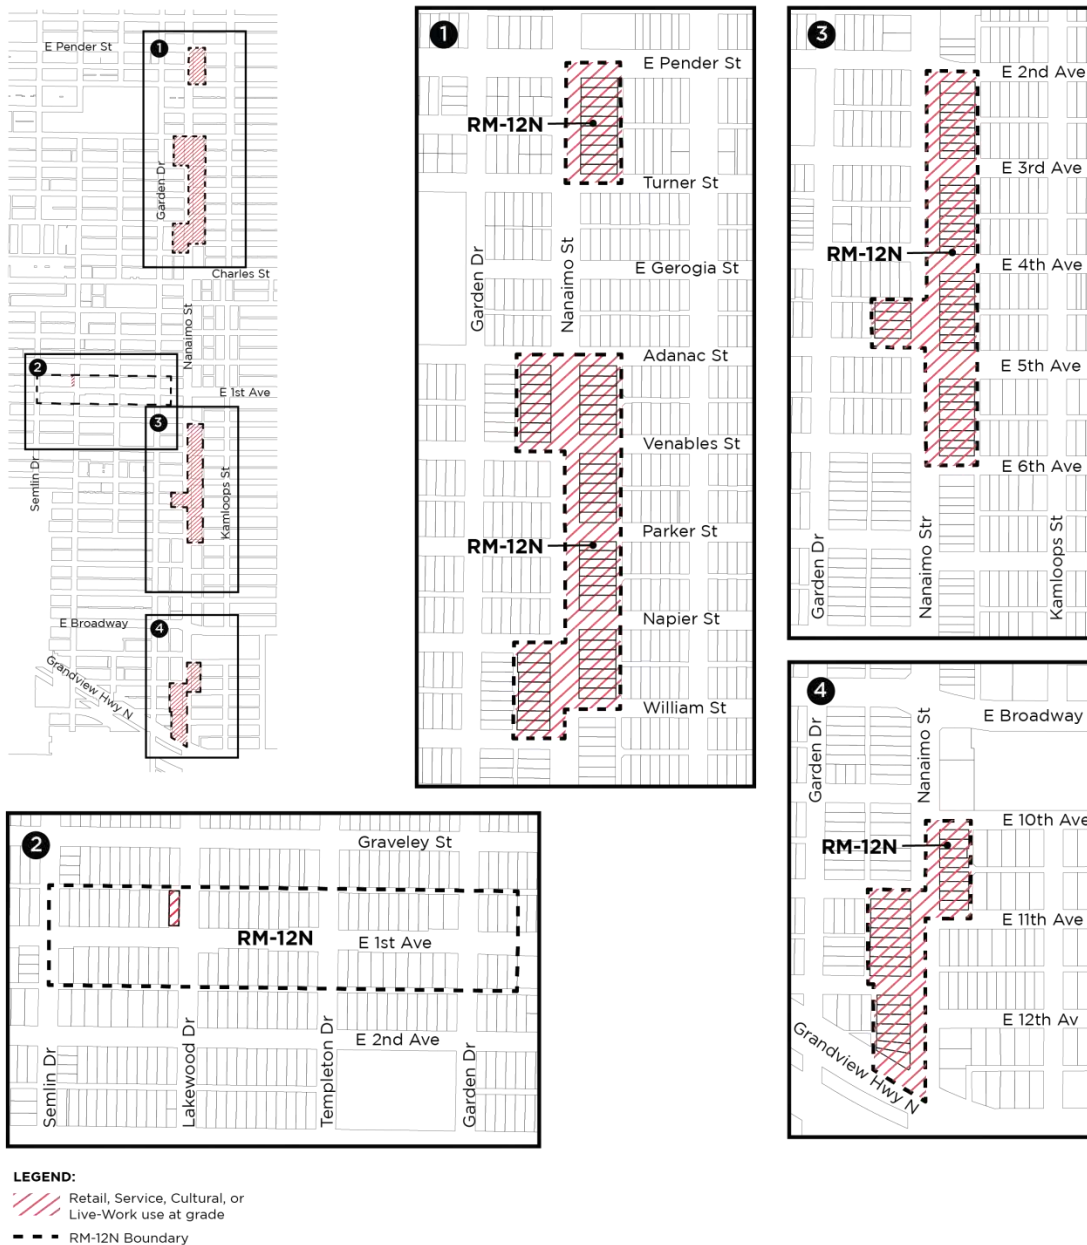 E Pender St
1
Garden Dr
Charles St
Nanaimo St
2
E 1st Ave
3
Semlin Dr
Kamloops St
E Broadway
4
Grandview Hwy N
1
E Pender St
RM-12N
Turner St
Garden Dr
Nanaimo St
E Gerogia St
Adanac St
Venables St
Parker St
RM-12N
Napier St
William St
3
E 2nd Ave
E 3rd Ave
RM-12N
E 4th Ave
E 5th Ave
E 6th Ave
Garden Dr
Nanaimo Str
Kamloops St
2
Graveley St
RM-12N
E 1st Ave
E 2nd Ave
Semlin Dr
Lakewood Dr
Templeton Dr
Garden Dr
4
Garden Dr
Nanaimo St
E Broadway
E 10th Ave
RM-12N
E 11th Ave
E 12th Av
Grandview Hwy N
LEGEND:
Retail, Service, Cultural, or
Live-Work use at grade
RM-12N Boundary